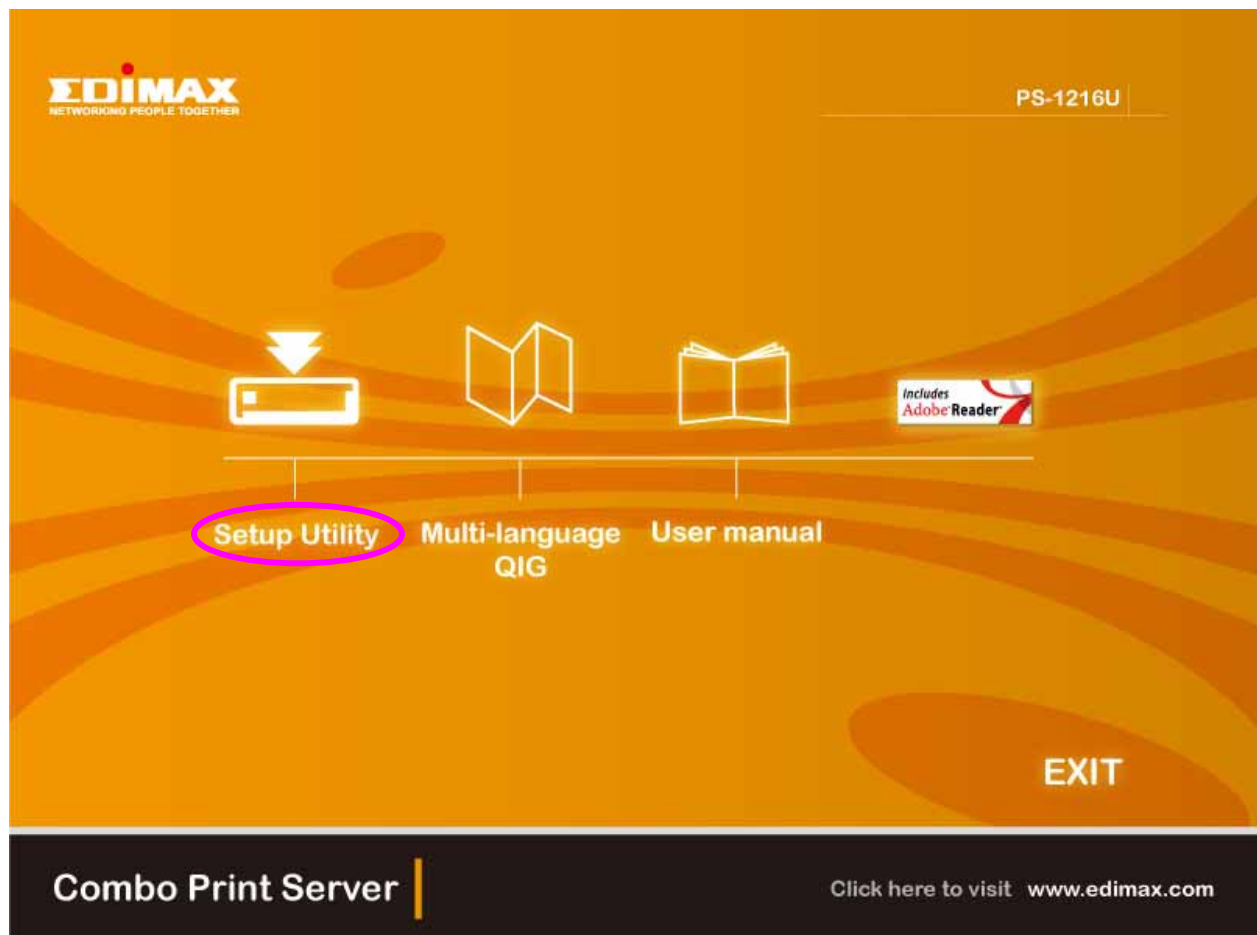 EDIMAX
NETWORKING PEOPLE TOGETHER
PS-1216U
Includes
Adobe Reader
Setup Utility
Multi-language
QIG
User manual
EXIT
Combo Print Server
Click here to visit www.edimax.com